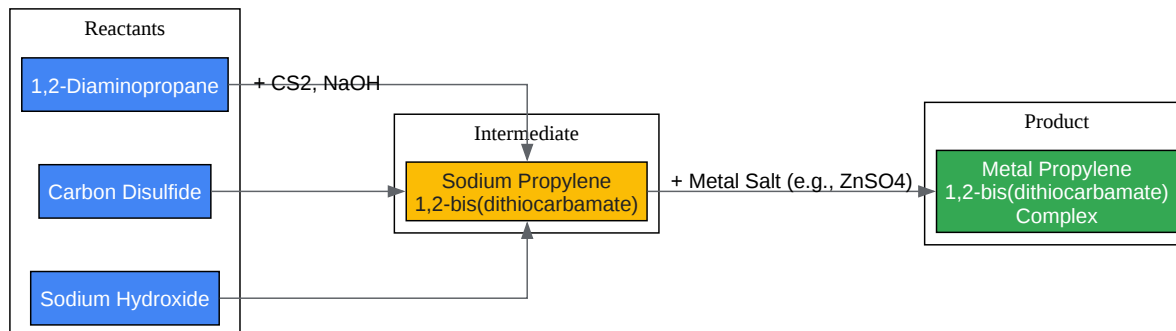 Reactants
1,2-Diaminopropane
+ CS2, NaOH
Carbon Disulfide
Sodium Hydroxide
Intermediate
Sodium Propylene
1,2-bis(dithiocarbamate)
+ Metal Salt (e.g., ZnSO4)
Product
Metal Propylene
1,2-bis(dithiocarbamate)
Complex